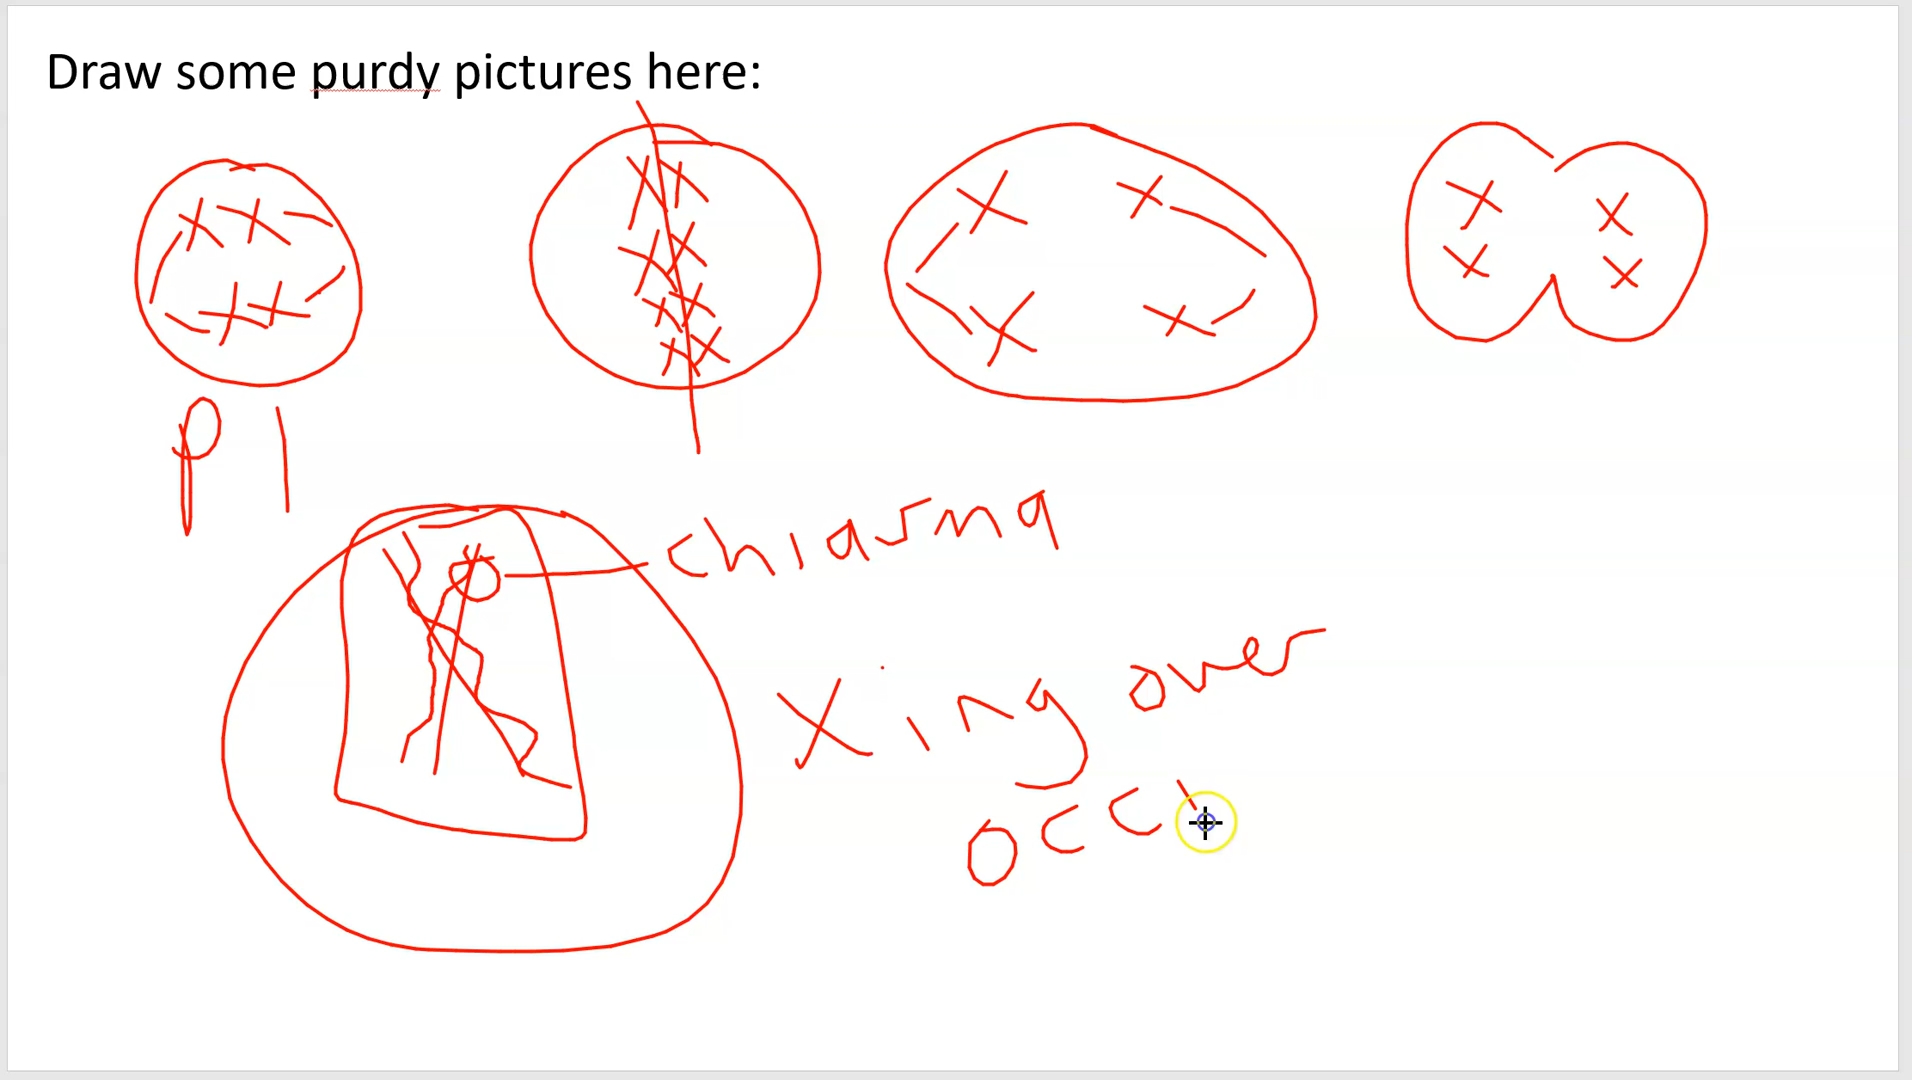 Draw some purdy pictures here:
P I
chiasma
Xing over
occ